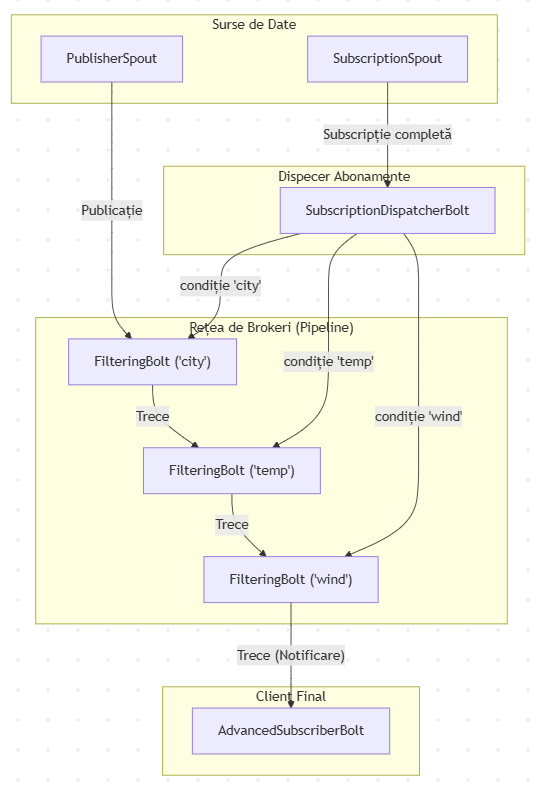 Surse de Date
PublisherSpout
SubscriptionSpout
Subscripție completă
Dispecer Abonamente
SubscriptionDispatcherBolt
Publicație
condiție 'city'
Rețea de Brokeri (Pipeline)
FilteringBolt ('city')
condiție 'temp'
Trece
condiție 'wind'
FilteringBolt ('temp')
Trece
FilteringBolt ('wind')
Trece (Notificare)
Client Final
AdvancedSubscriberBolt